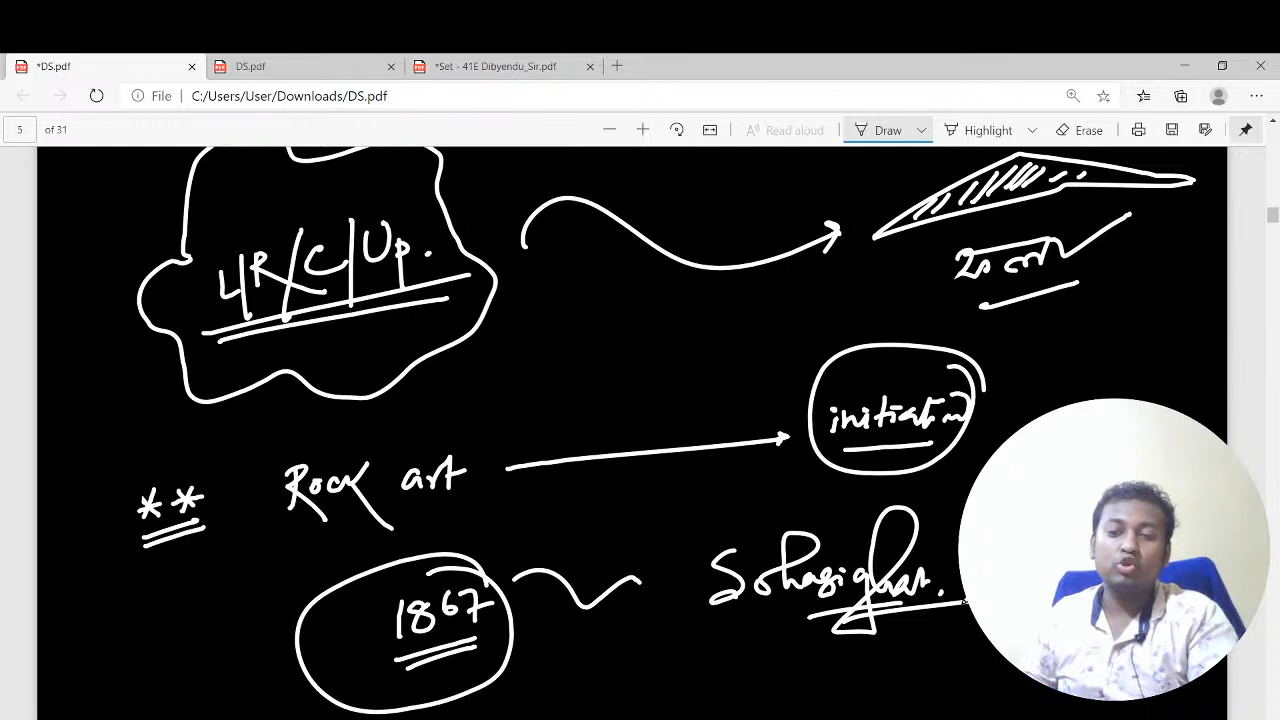 *DS.pdf DS.pdf *Set - 41E Dibyendu_Sir.pdf
File C:/Users/User/Downloads/DS.pdf
5 of 31 Read aloud Draw Highlight Erase
4R/C/Up.
initiation
** Rock art
1867 Sohagighat.